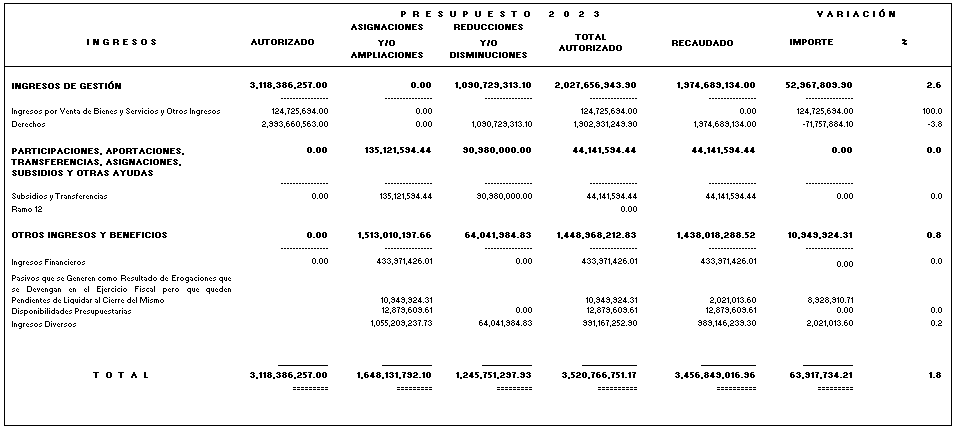 P R E S U P U E S T O 2 0 2 3 V A R I A C I Ó N
I N G R E S O S AUTORIZADO ASIGNACIONES Y/O AMPLIACIONES REDUCCIONES Y/O DISMINUCIONES TOTAL AUTORIZADO RECAUDADO IMPORTE %
INGRESOS DE GESTIÓN 3,118,386,257.00 0.00 1,090,729,313.10 2,027,656,943.90 1,974,689,134.00 52,967,809.90 2.6
Ingresos por Venta de Bienes y Servicios y Otros Ingresos 124,725,694.00 0.00 124,725,694.00 0.00 124,725,694.00 100.0
Derechos 2,993,660,563.00 0.00 1,090,729,313.10 1,902,931,249.90 1,974,689,134.00 -71,757,884.10 -3.8
PARTICIPACIONES, APORTACIONES, 0.00 135,121,594.44 90,980,000.00 44,141,594.44 44,141,594.44 0.00 0.0
TRANSFERENCIAS, ASIGNACIONES,
SUBSIDIOS Y OTRAS AYUDAS
Subsidios y Transferencias 0.00 135,121,594.44 90,980,000.00 44,141,594.44 44,141,594.44 0.00 0.0
Ramo 12 0.00
OTROS INGRESOS Y BENEFICIOS 0.00 1,513,010,197.66 64,041,984.83 1,448,968,212.83 1,438,018,288.52 10,949,924.31 0.8
Ingresos Financieros 0.00 433,971,426.01 0.00 433,971,426.01 433,971,426.01 0.00 0.0
Pasivos que se Generen como Resultado de Erogaciones que
se Devengan en el Ejercicio Fiscal pero que queden
Pendientes de Liquidar al Cierre del Mismo 10,949,924.31 10,949,924.31 2,021,013.60 8,928,910.71
Disponibilidades Presupuestarias 12,879,609.61 0.00 12,879,609.61 12,879,609.61 0.00 0.0
Ingresos Diversos 1,055,209,237.73 64,041,984.83 991,167,252.90 989,146,239.30 2,021,013.60 0.2
T O T A L 3,118,386,257.00 1,648,131,792.10 1,245,751,297.93 3,520,766,751.17 3,456,849,016.96 63,917,734.21 1.8